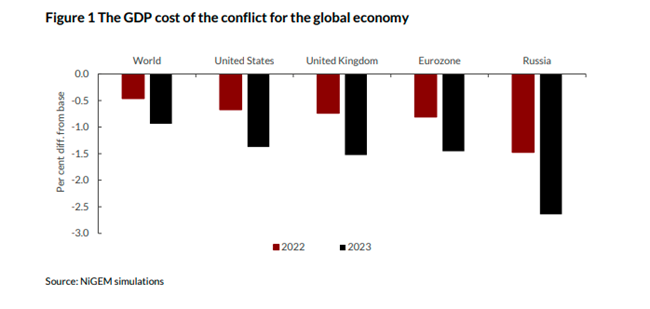 Figure 1 The GDP cost of the conflict for the global economy
World United States United Kingdom Eurozone Russia
Per cent diff. from base
0.0
-0.5
-1.0
-1.5
-2.0
-2.5
-3.0
2022 2023
Source: NiGEM simulations